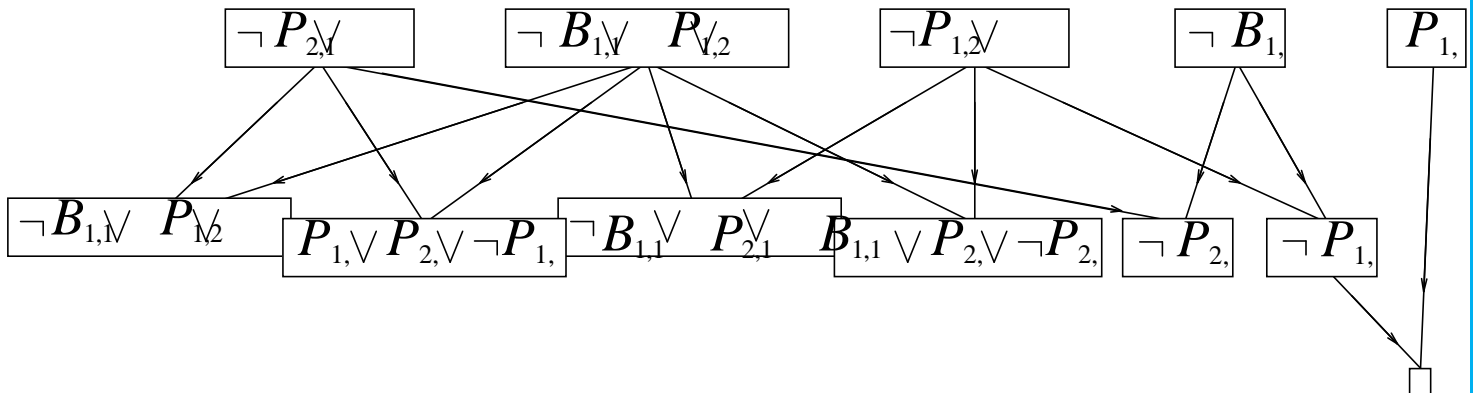 ¬ P2,1 ∨
¬ B1,1 ∨ P1,2 ∨
¬ P1,2 ∨
¬ B1,
P1,
¬ B1,1 ∨ P1,2 ∨
P1, ∨ P2, ∨ ¬P1,
¬ B1,1 ∨ P2,1 ∨
B1,1 ∨ P2, ∨ ¬P2,
¬ P2,
¬ P1,